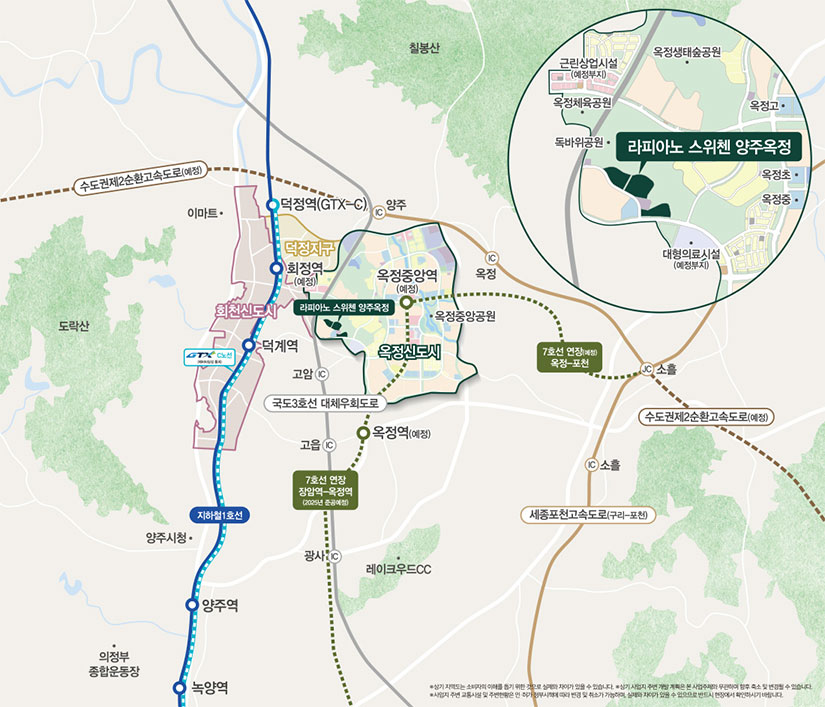 칠봉산
근린상업시설
(예정부지)
옥정생태숲공원
옥정체육공원
옥정고
독바위공원
라피아노 스위첸 양주옥정
옥정초
옥정중
대형의료시설
(예정부지)
수도권제2순환고속도로(예정)
이마트
덕정역(GTX-C)
IC
양주
덕정지구
회정역
(예정)
옥정중앙역
(예정)
IC
옥정
라피아노 스위첸 양주옥정
회천신도시
옥정중앙공원
도락산
덕계역
GTX C노선
옥정신도시
7호선 연장(예정)
옥정-포천
IC
소흘
고암
IC
국도3호선 대체우회도로
수도권제2순환고속도로(예정)
옥정역(예정)
고읍
IC
IC
소흘
7호선 연장
장암역-옥정역
(2025년 준공예정)
지하철1호선
세종포천고속도로(구리-포천)
양주시청
광사
IC
레이크우드CC
양주역
의정부
종합운동장
녹양역
※상기 지역도는 소비자의 이해를 돕기 위한 것으로 실제와 차이가 있을 수 있습니다. ※상기 사업지 주변 개발 계획은 본 사업주체와 무관하며 향후 축소 및 변경될 수 있습니다.
※사업지 주변 교통시설 및 주변현황은 인·허가 정부시책에 따라 변경 및 취소가 가능하며, 실제와 차이가 있을 수 있으므로 반드시 현장에서 확인하시기 바랍니다.